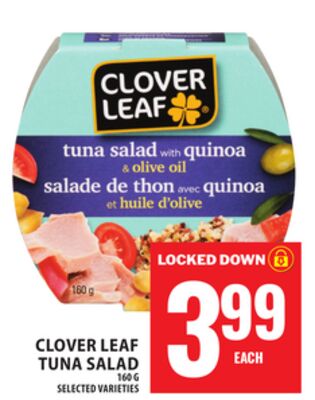 CLOVER
LEAF
tuna salad with quinoa
& olive oil
salade de thon avec quinoa
et huile d'olive
160 g
LOCKED DOWN
3.99
EACH
CLOVER LEAF
TUNA SALAD
160 G
SELECTED VARIETIES